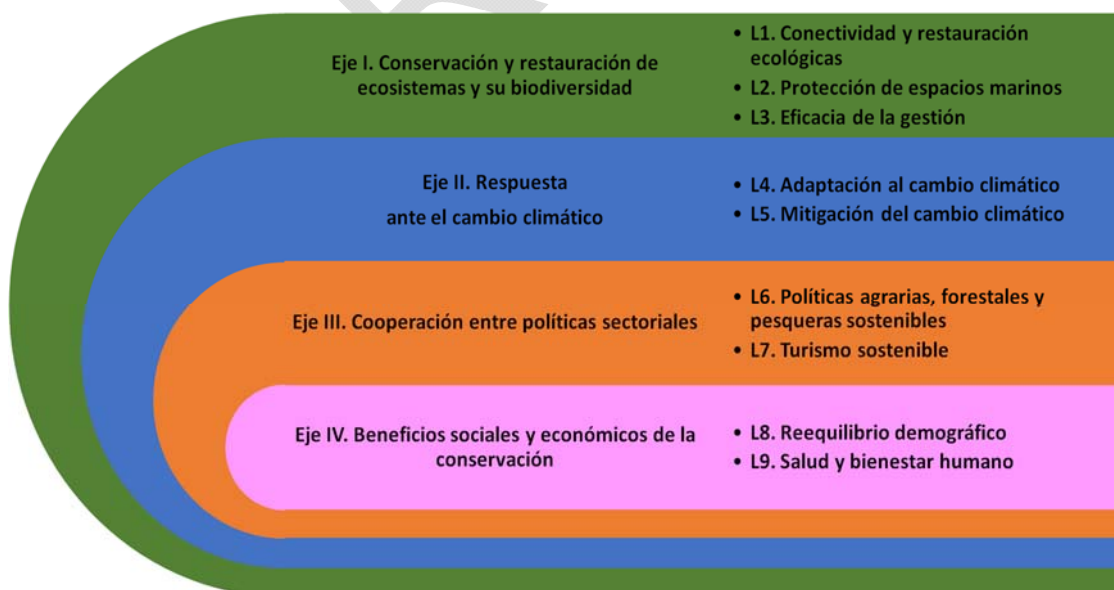 Eje I. Conservación y restauración de
ecosistemas y su biodiversidad
• L1. Conectividad y restauración
ecológicas
• L2. Protección de espacios marinos
• L3. Eficacia de la gestión
Eje II. Respuesta
ante el cambio climático
• L4. Adaptación al cambio climático
• L5. Mitigación del cambio climático
Eje III. Cooperación entre políticas sectoriales
• L6. Políticas agrarias, forestales y
pesqueras sostenibles
• L7. Turismo sostenible
Eje IV. Beneficios sociales y económicos de la
conservación
• L8. Reequilibrio demográfico
• L9. Salud y bienestar humano